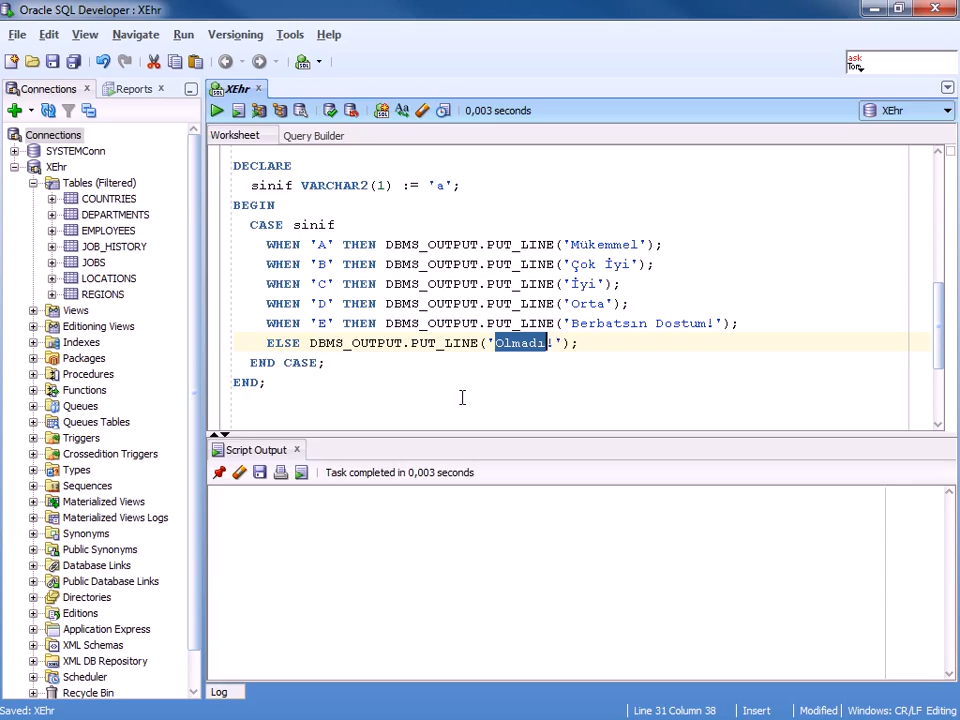 Oracle SQL Developer : XEhr
File Edit View Navigate Run Versioning Tools Help
ask
Tom
Connections Reports
XEhr
0,003 seconds
XEhr
Worksheet Query Builder
Connections
SYSTEMConn
XEhr
Tables (Filtered)
COUNTRIES
DEPARTMENTS
EMPLOYEES
JOB_HISTORY
JOBS
LOCATIONS
REGIONS
Views
Editioning Views
Indexes
Packages
Procedures
Functions
Queues
Queues Tables
Triggers
Crossedition Triggers
Types
Sequences
Materialized Views
Materialized Views Logs
Synonyms
Public Synonyms
Database Links
Public Database Links
Directories
Editions
Application Express
XML Schemas
XML DB Repository
Scheduler
Recycle Bin
DECLARE
sinif VARCHAR2(1) := 'a';
BEGIN
CASE sinif
WHEN 'A' THEN DBMS_OUTPUT.PUT_LINE('Mükemmel');
WHEN 'B' THEN DBMS_OUTPUT.PUT_LINE('Çok İyi');
WHEN 'C' THEN DBMS_OUTPUT.PUT_LINE('İyi');
WHEN 'D' THEN DBMS_OUTPUT.PUT_LINE('Orta');
WHEN 'E' THEN DBMS_OUTPUT.PUT_LINE('Berbatsın Dostum!');
ELSE DBMS_OUTPUT.PUT_LINE('Olmadı!');
END CASE;
END;
Script Output
Task completed in 0,003 seconds
Log
Saved: XEhr
Line 31 Column 38 Insert Modified Windows: CR/LF Editing